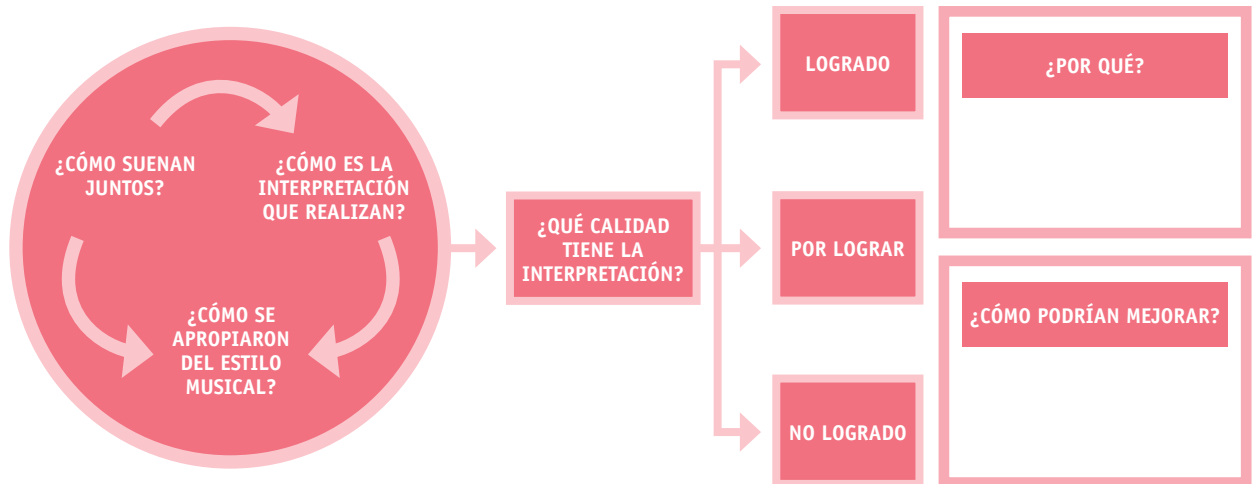 ¿CÓMO SUENAN
JUNTOS?
¿CÓMO ES LA
INTERPRETACIÓN
QUE REALIZAN?
¿CÓMO SE
APROPIARON
DEL ESTILO
MUSICAL?
¿QUÉ CALIDAD
TIENE LA
INTERPRETACIÓN?
LOGRADO
POR LOGRAR
NO LOGRADO
¿POR QUÉ?
¿CÓMO PODRÍAN MEJORAR?